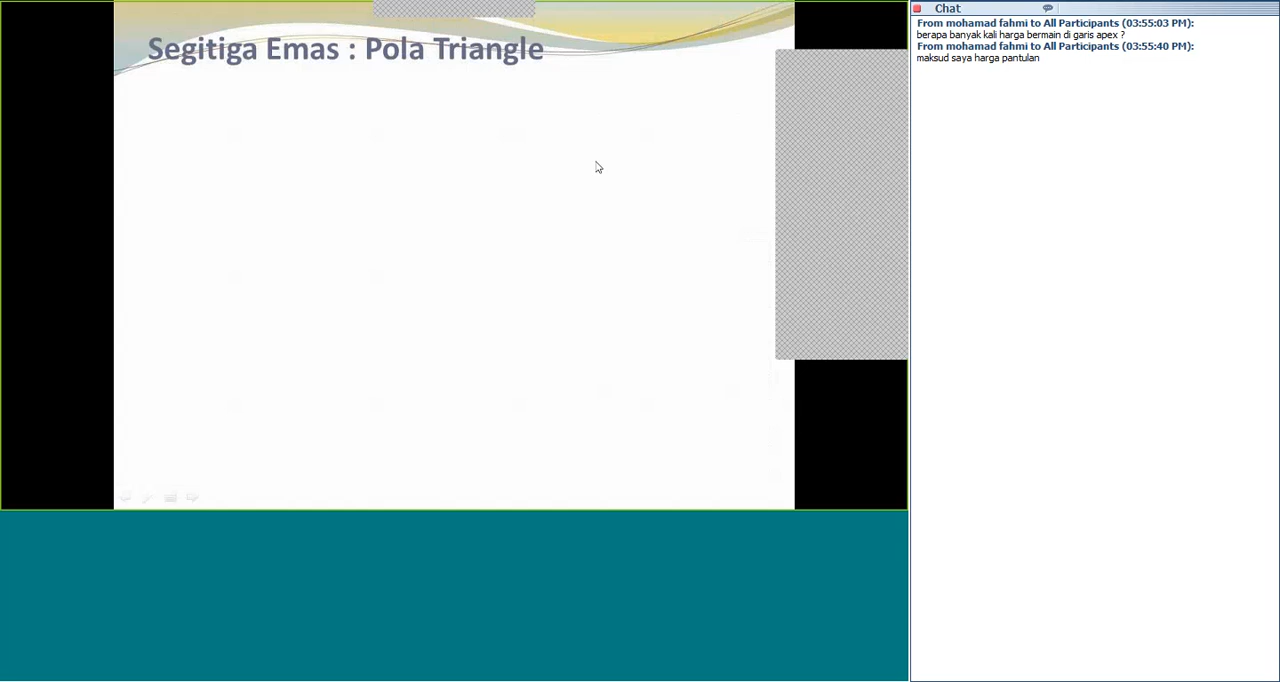 Segitiga Emas : Pola Triangle
Chat
From mohamad fahmi to All Participants (03:55:03 PM):
berapa banyak kali harga bermain di garis apex ?
From mohamad fahmi to All Participants (03:55:40 PM):
maksud saya harga pantulan